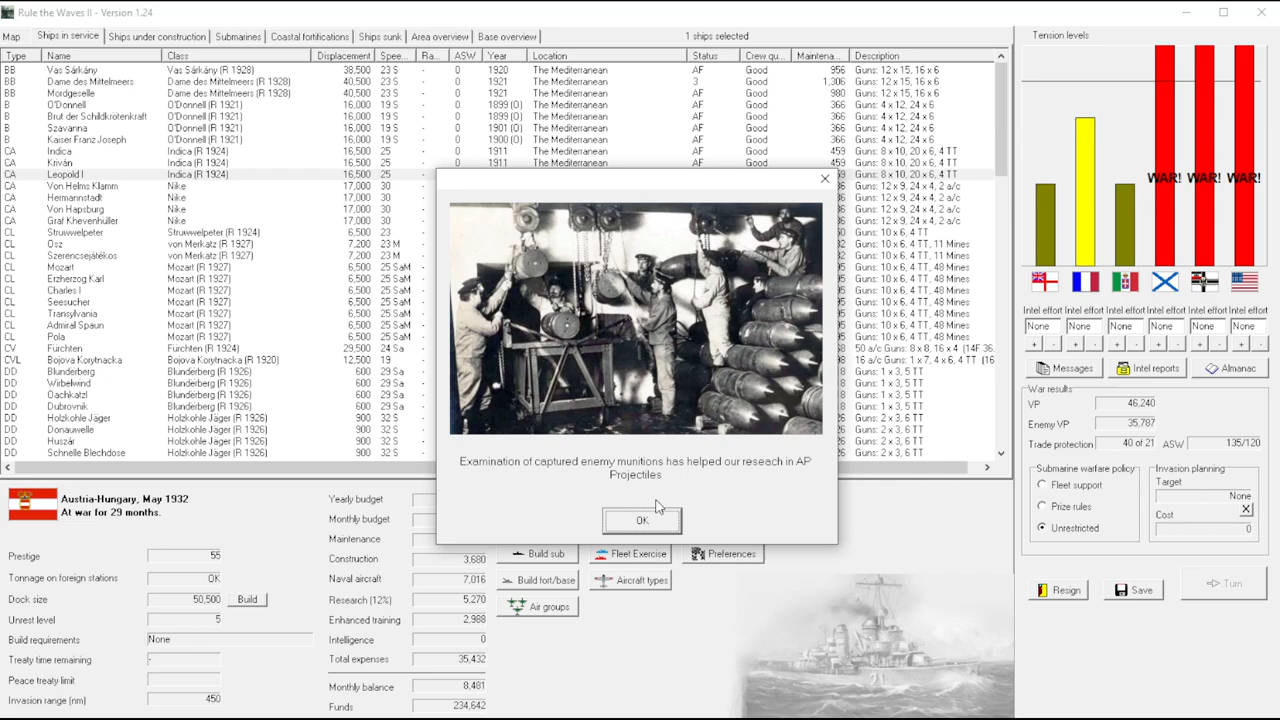 Rule the Waves II - Version 1.24
Map Ships in service Ships under construction Submarines Coastal fortifications Ships sunk Area overview Base overview 1 ships selected
Type Name Class Displacement Spee... Ra... ASW Year Location Status Crew qu... Maintena... Description
BB Vas Sárkány Vas Sárkány (R 1928) 38,500 23 S - 0 1920 The Mediterranean AF Good 956 Guns: 12 x 15, 16 x 6
BB Dame des Mittelmeers Dame des Mittelmeers (R 1928) 40,500 23 S - 0 1921 The Mediterranean 3 Good 1,306 Guns: 12 x 15, 16 x 6
BB Mordgeselle Dame des Mittelmeers (R 1928) 40,500 23 S - 0 1921 The Mediterranean AF Good 980 Guns: 12 x 15, 16 x 6
B O'Donnell O'Donnell (R 1921) 16,000 19 S - 0 1899 (O) The Mediterranean AF Good 366 Guns: 4 x 12, 24 x 6
B Brut der Schildkrötenkraft O'Donnell (R 1921) 16,000 19 S - 0 1899 (O) The Mediterranean AF Good 366 Guns: 4 x 12, 24 x 6
B Szavanna O'Donnell (R 1921) 16,000 19 S - 0 1901 (O) The Mediterranean AF Good 366 Guns: 4 x 12, 24 x 6
B Kaiser Franz Joseph O'Donnell (R 1921) 16,000 19 S - 0 1900 (O) The Mediterranean AF Good 366 Guns: 4 x 12, 24 x 6
CA Indica Indica (R 1924) 16,500 25 - 0 1911 The Mediterranean AF Good 459 Guns: 8 x 10, 20 x 6, 4 TT
CA Kriván Indica (R 1924) 16,500 25 - 0 1911 The Mediterranean AF Good 459 Guns: 8 x 10, 20 x 6, 4 TT
CA Leopold I Indica (R 1924) 16,500 25 Guns: 8 x 10, 20 x 6, 4 TT
CA Von Helms Klamm Nike 17,000 30 Guns: 12 x 9, 24 x 4, 2 a/c
CA Hermannstadt Nike 17,000 30 Guns: 12 x 9, 24 x 4, 2 a/c
CA Von Hapsburg Nike 17,000 30 Guns: 12 x 9, 24 x 4, 2 a/c
CA Graf Khevenhüller Nike 17,000 30 Guns: 12 x 9, 24 x 4, 2 a/c
CL Struwwelpeter Struwwelpeter (R 1924) 6,500 23 Guns: 10 x 6, 4 TT
CL Osz von Merkatz (R 1927) 7,200 23 M Guns: 10 x 6, 4 TT, 11 Mines
CL Szerencsejátékos von Merkatz (R 1927) 7,200 23 M Guns: 10 x 6, 4 TT, 11 Mines
CL Mozart Mozart (R 1927) 6,500 25 SaM Guns: 10 x 6, 4 TT, 48 Mines
CL Erzherzog Karl Mozart (R 1927) 6,500 25 SaM Guns: 10 x 6, 4 TT, 48 Mines
CL Charles I Mozart (R 1927) 6,500 25 SaM Guns: 10 x 6, 4 TT, 48 Mines
CL Seesucher Mozart (R 1927) 6,500 25 SaM Guns: 10 x 6, 4 TT, 48 Mines
CL Transylvania Mozart (R 1927) 6,500 25 SaM Guns: 10 x 6, 4 TT, 48 Mines
CL Admiral Spaun Mozart (R 1927) 6,500 25 SaM Guns: 10 x 6, 4 TT, 48 Mines
CL Pola Mozart (R 1927) 6,500 25 SaM Guns: 10 x 6, 4 TT, 48 Mines
CV Fürchten Fürchten (R 1924) 29,500 24 Sa 50 a/c Guns: 8 x 8, 16 x 4 (14F 36
CVL Bojova Korytnacka Bojova Korytnacka (R 1920) 12,500 19 16 a/c Guns: 1 x 7, 4 x 6, 4 TT (16
DD Blunderberg Blunderberg (R 1926) 600 29 Sa Guns: 1 x 3, 5 TT
DD Wirbelwind Blunderberg (R 1926) 600 29 Sa Guns: 1 x 3, 5 TT
DD Oachkatzl Blunderberg (R 1926) 600 29 Sa Guns: 1 x 3, 5 TT
DD Dubrovnik Blunderberg (R 1926) 600 29 Sa Guns: 1 x 3, 5 TT
DD Holzkohle Jäger Holzkohle Jäger (R 1926) 900 32 S Guns: 2 x 3, 6 TT
DD Donauwelle Holzkohle Jäger (R 1926) 900 32 S Guns: 2 x 3, 6 TT
DD Huszár Holzkohle Jäger (R 1926) 900 32 S Guns: 2 x 3, 6 TT
DD Schnelle Blechdose Holzkohle Jäger (R 1926) 900 32 S Guns: 2 x 3, 6 TT
Examination of captured enemy munitions has helped our reseach in AP
Projectiles
OK
Tension levels
WAR! WAR! WAR!
Intel effort Intel effort Intel effort Intel effort Intel effort Intel effort
None None None None None None
+ - + - + - + - + - + -
Messages Intel reports Almanac
War results
VP 46,240
Enemy VP 35,787
Trade protection 40 of 21 ASW 135/120
Submarine warfare policy
Fleet support
Prize rules
Unrestricted
Invasion planning
Target
None
Cost X
0
Resign Save Turn
Austria-Hungary, May 1932
At war for 29 months.
Prestige 55
Tonnage on foreign stations OK
Dock size 50,500 Build
Unrest level 5
Build requirements None
Treaty time remaining -
Peace treaty limit
Invasion range (nm) 450
Yearly budget
Monthly budget
Maintenance
Construction 3,680
Naval aircraft 7,016
Research (12%) 5,270
Enhanced training 2,988
Intelligence 0
Total expenses 35,432
Monthly balance 8,481
Funds 234,642
Build sub Fleet Exercise Preferences
Build fort/base Aircraft types
Air groups